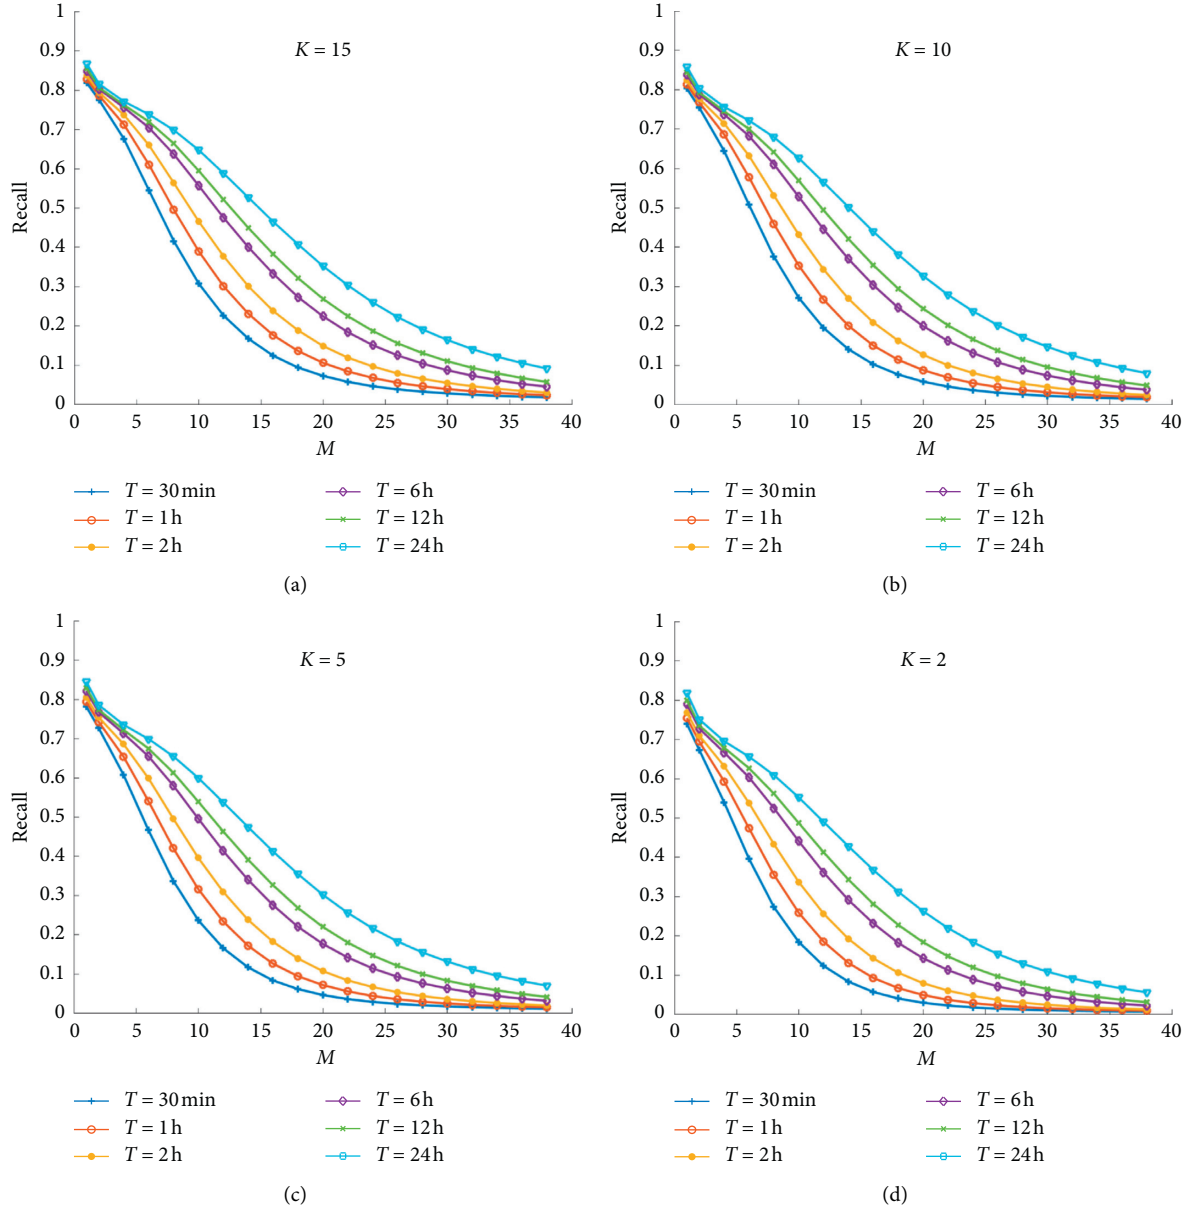 1
0.9
0.8
0.7
0.6
0.5
0.4
0.3
0.2
0.1
0
Recall
K = 15
0 5 10 15 20 25 30 35 40
M
T = 30 min
T = 1 h
T = 2 h
T = 6 h
T = 12 h
T = 24 h
(a)
1
0.9
0.8
0.7
0.6
0.5
0.4
0.3
0.2
0.1
0
Recall
K = 10
0 5 10 15 20 25 30 35 40
M
T = 30 min
T = 1 h
T = 2 h
T = 6 h
T = 12 h
T = 24 h
(b)
1
0.9
0.8
0.7
0.6
0.5
0.4
0.3
0.2
0.1
0
Recall
K = 5
0 5 10 15 20 25 30 35 40
M
T = 30 min
T = 1 h
T = 2 h
T = 6 h
T = 12 h
T = 24 h
(c)
1
0.9
0.8
0.7
0.6
0.5
0.4
0.3
0.2
0.1
0
Recall
K = 2
0 5 10 15 20 25 30 35 40
M
T = 30 min
T = 1 h
T = 2 h
T = 6 h
T = 12 h
T = 24 h
(d)